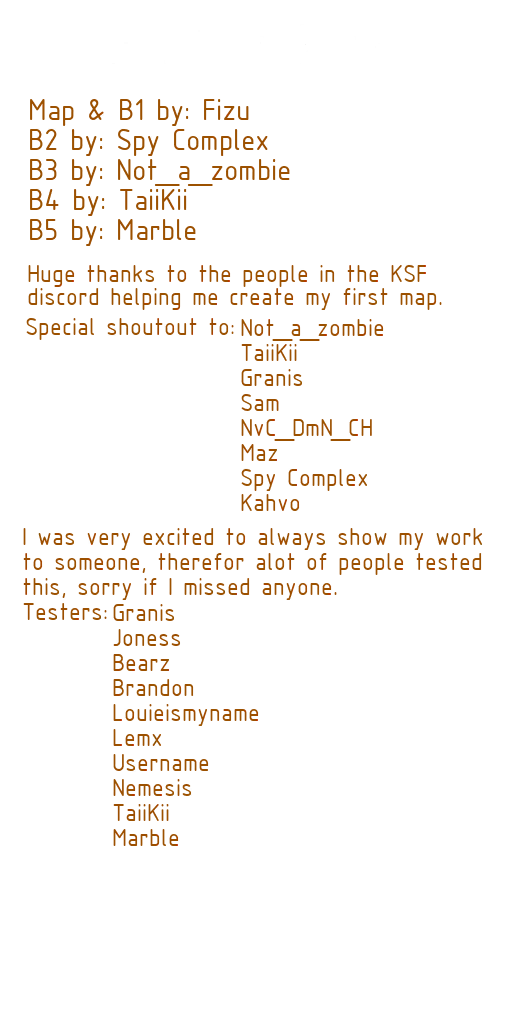 Map & B1 by: Fizu
B2 by: Spy Complex
B3 by: Not_a_zombie
B4 by: TaiiKii
B5 by: Marble
Huge thanks to the people in the KSF
discord helping me create my first map.
Special shoutout to: Not_a_zombie
TaiiKii
Granis
Sam
NvC_DmN_CH
Maz
Spy Complex
Kahvo
I was very excited to always show my work
to someone, therefor alot of people tested
this, sorry if I missed anyone.
Testers: Granis
Joness
Bearz
Brandon
Louieismyname
Lemx
Username
Nemesis
TaiiKii
Marble